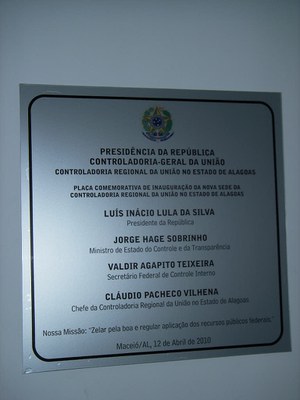 PRESIDÊNCIA DA REPÚBLICA
CONTROLADORIA-GERAL DA UNIÃO
CONTROLADORIA REGIONAL DA UNIÃO NO ESTADO DE ALAGOAS
PLACA COMEMORATIVA DE INAUGURAÇÃO DA NOVA SEDE DA
CONTROLADORIA REGIONAL DA UNIÃO NO ESTADO DE ALAGOAS
LUÍS INÁCIO LULA DA SILVA
Presidente da República
JORGE HAGE SOBRINHO
Ministro de Estado do Controle e da Transparência
VALDIR AGAPITO TEIXEIRA
Secretário Federal de Controle Interno
CLÁUDIO PACHECO VILHENA
Chefe da Controladoria Regional da União no Estado de Alagoas
Nossa Missão: "Zelar pela boa e regular aplicação dos recursos públicos federais."
Maceió/AL, 12 de Abril de 2010